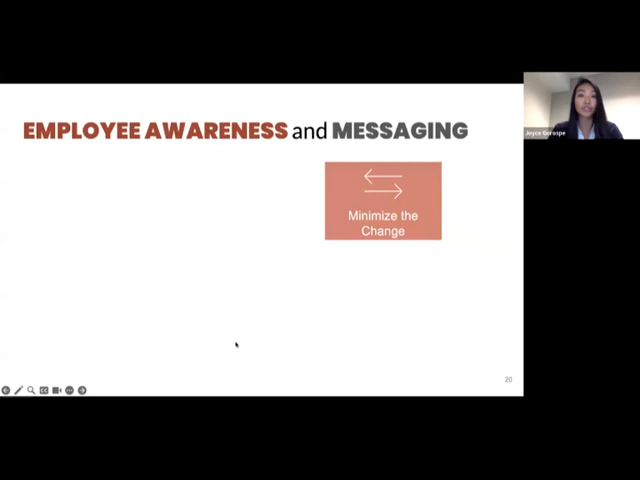 EMPLOYEE AWARENESS and MESSAGING
Joyce Gorospe
Minimize the
Change
20